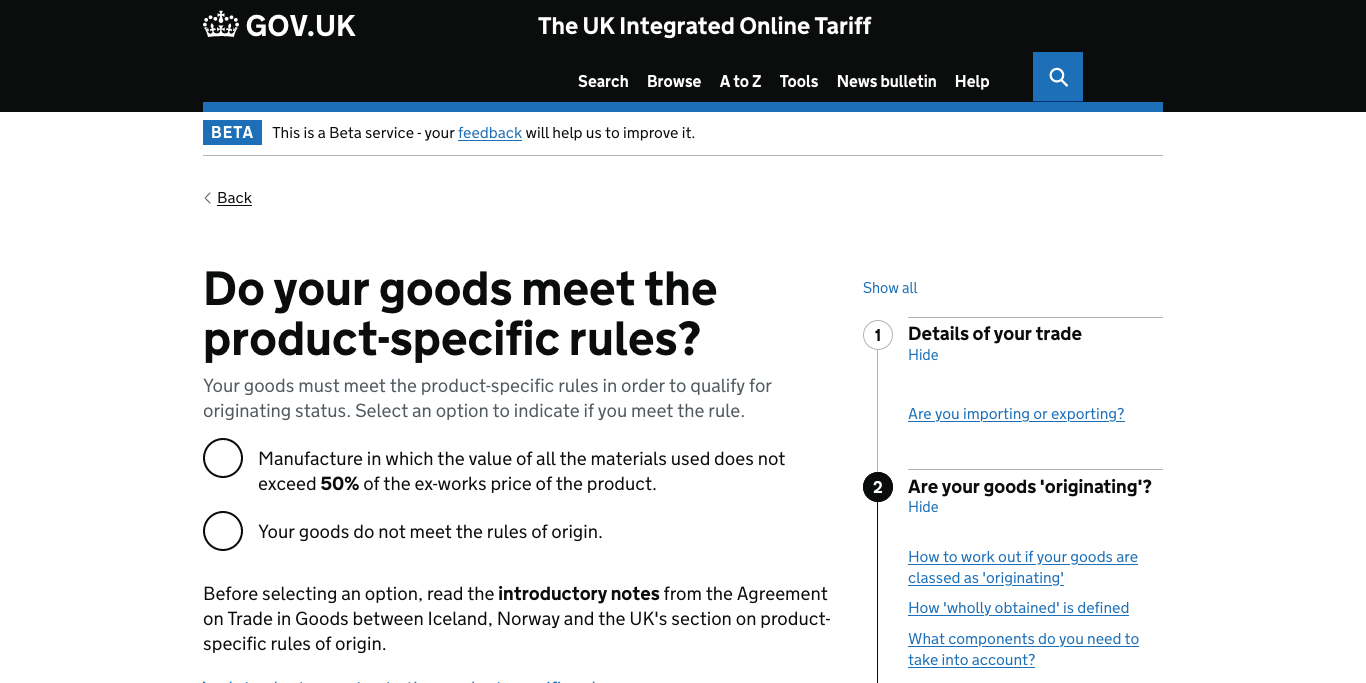 GOV.UK
The UK Integrated Online Tariff
Search Browse A to Z Tools News bulletin Help
BETA This is a Beta service - your feedback will help us to improve it.
Back
Do your goods meet the
product-specific rules?
Your goods must meet the product-specific rules in order to qualify for
originating status. Select an option to indicate if you meet the rule.
Manufacture in which the value of all the materials used does not
exceed 50% of the ex-works price of the product.
Your goods do not meet the rules of origin.
Before selecting an option, read the introductory notes from the Agreement
on Trade in Goods between Iceland, Norway and the UK's section on product-
specific rules of origin.
Show all
1 Details of your trade
Hide
Are you importing or exporting?
2 Are your goods 'originating'?
Hide
How to work out if your goods are
classed as 'originating'
How 'wholly obtained' is defined
What components do you need to
take into account?